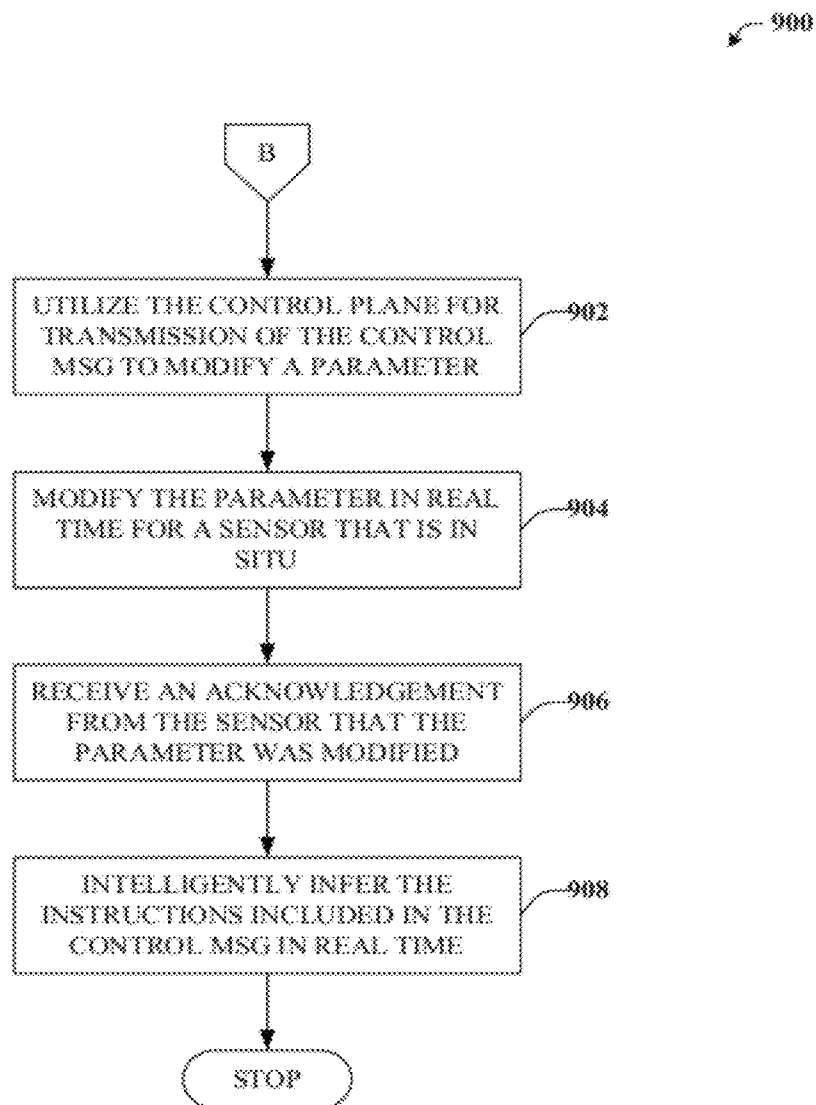 900
B
UTILIZE THE CONTROL PLANE FOR
TRANSMISSION OF THE CONTROL
MSG TO MODIFY A PARAMETER
902
MODIFY THE PARAMETER IN REAL
TIME FOR A SENSOR THAT IS IN
SITU
904
RECEIVE AN ACKNOWLEDGEMENT
FROM THE SENSOR THAT THE
PARAMETER WAS MODIFIED
906
INTELLIGENTLY INFER THE
INSTRUCTIONS INCLUDED IN THE
CONTROL MSG IN REAL TIME
908
STOP